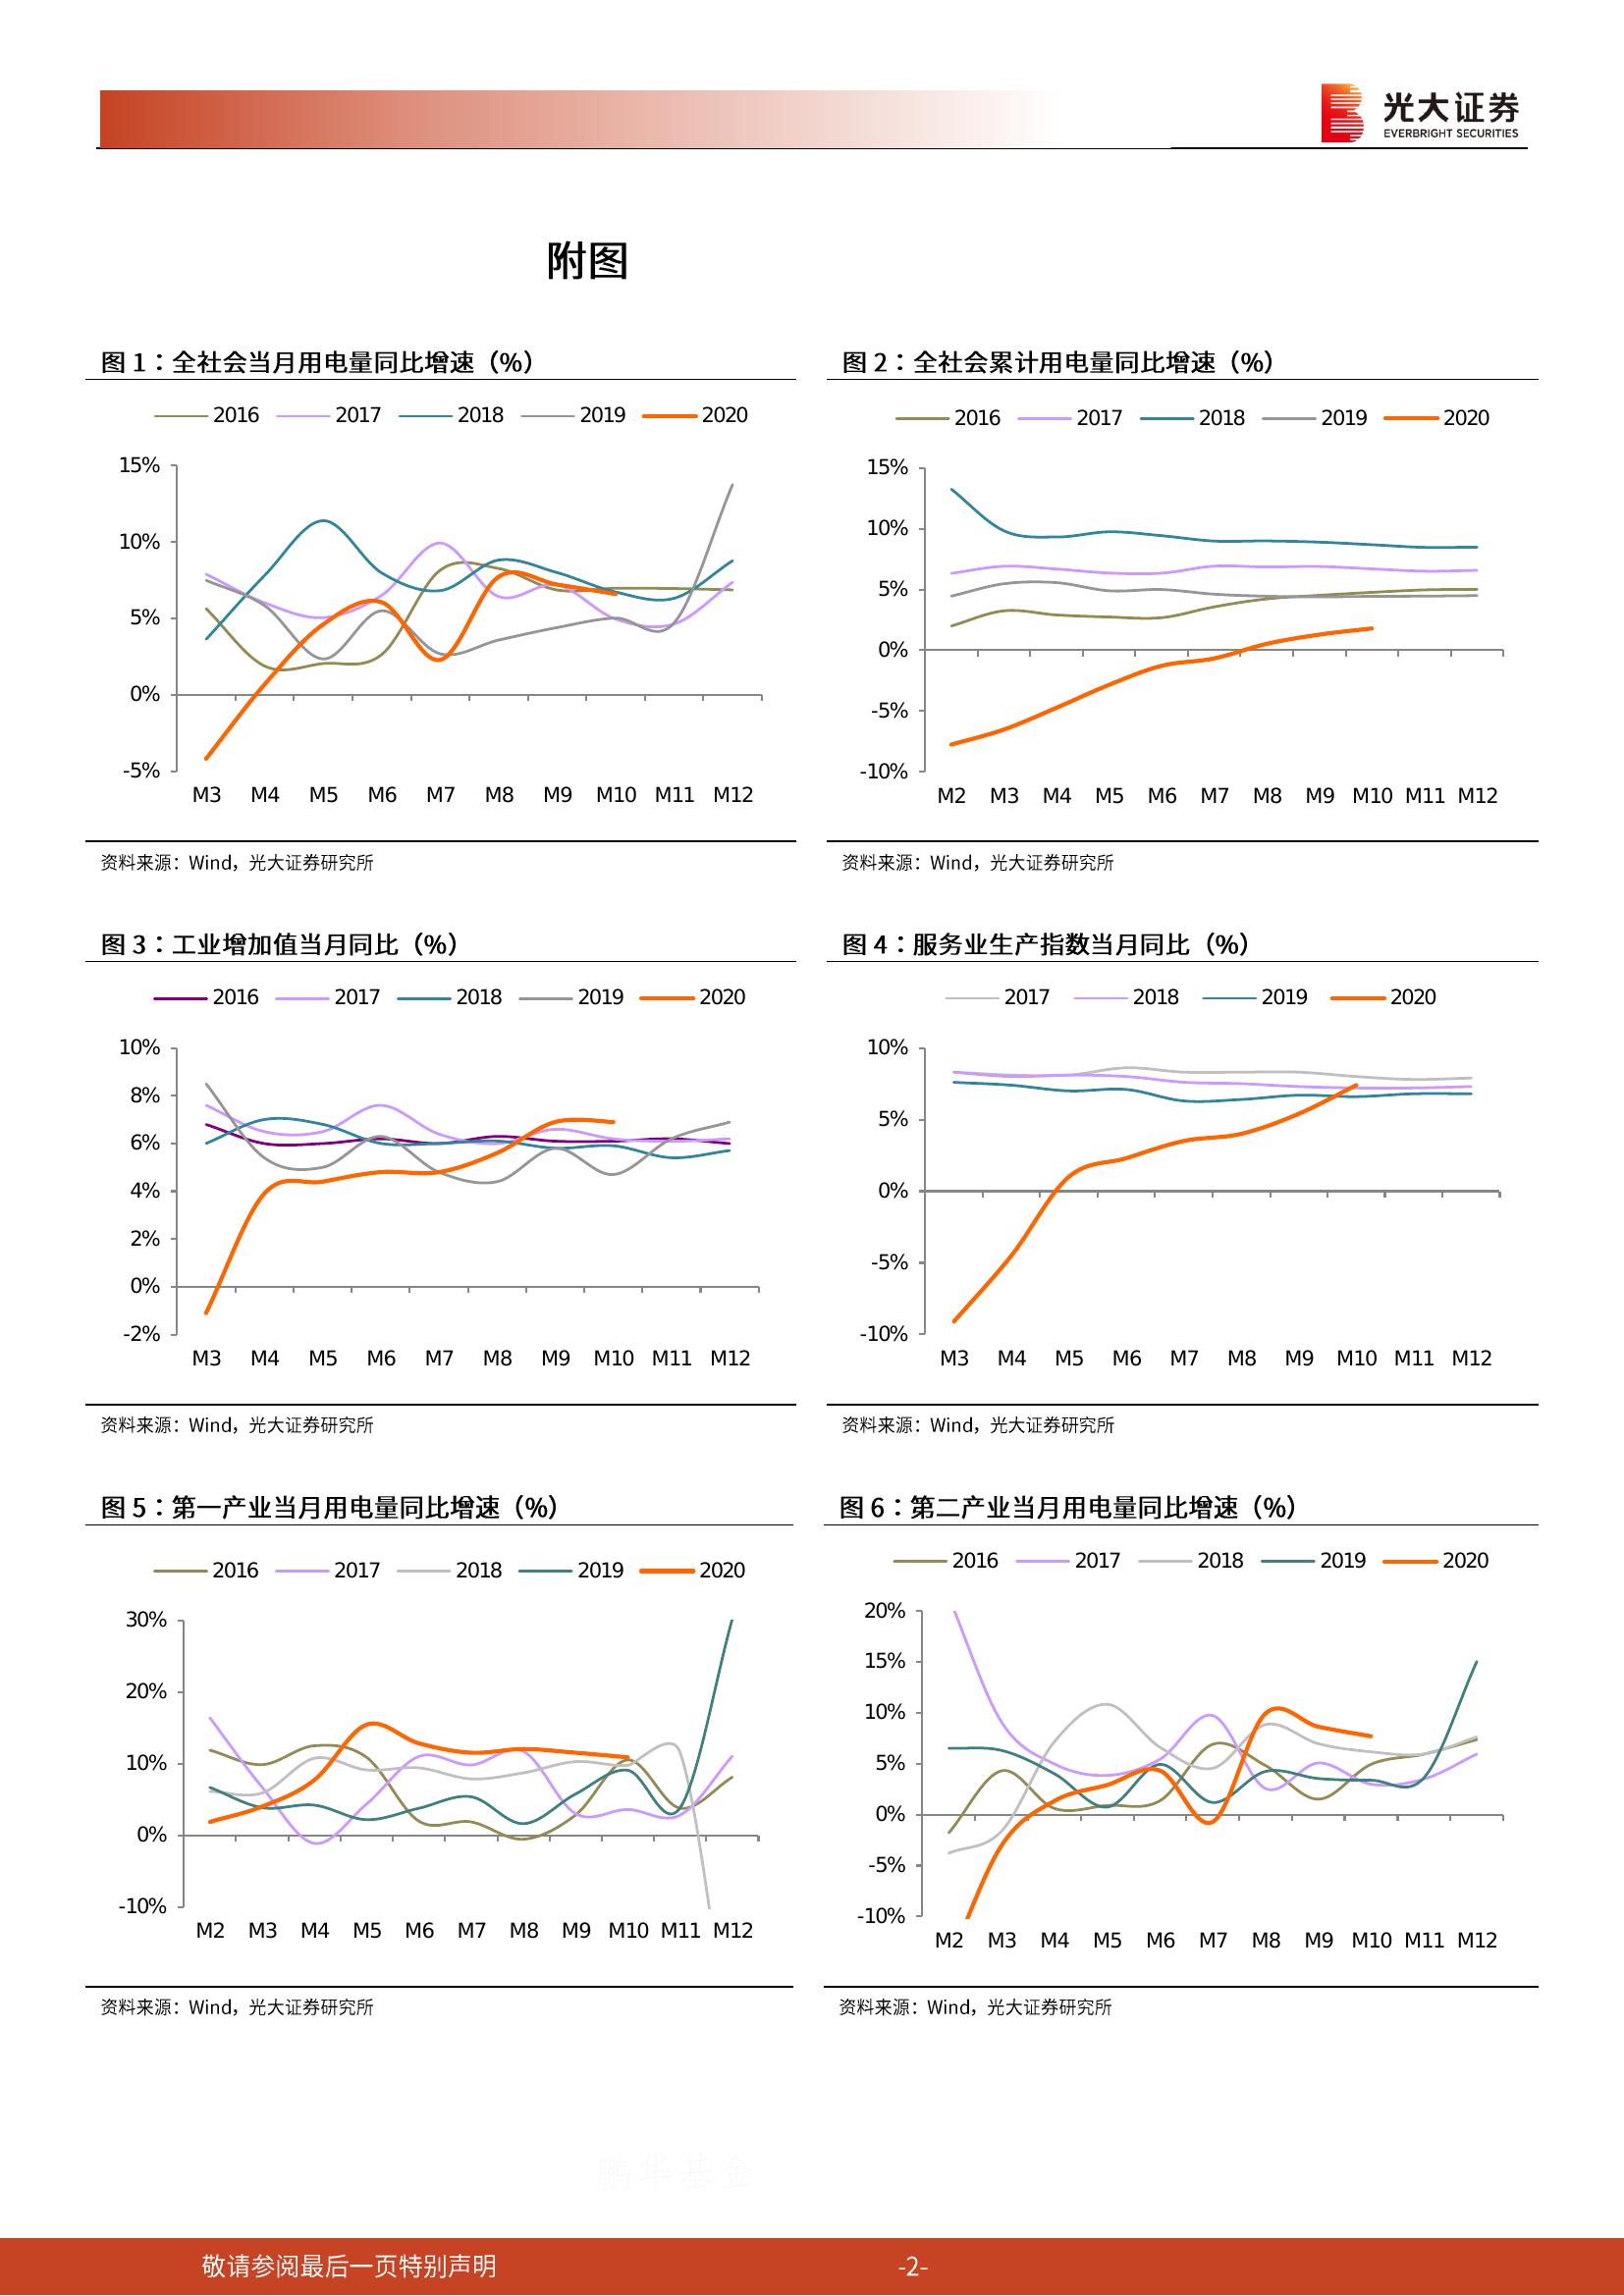 光大证券
EVERBRIGHT SECURITIES
附图
图 1：全社会当月用电量同比增速（%）
2016 2017 2018 2019 2020
15%
10%
5%
0%
-5%
M3 M4 M5 M6 M7 M8 M9 M10 M11 M12
资料来源：Wind，光大证券研究所
图 2：全社会累计用电量同比增速（%）
2016 2017 2018 2019 2020
15%
10%
5%
0%
-5%
-10%
M2 M3 M4 M5 M6 M7 M8 M9 M10 M11 M12
资料来源：Wind，光大证券研究所
图 3：工业增加值当月同比（%）
2016 2017 2018 2019 2020
10%
8%
6%
4%
2%
0%
-2%
M3 M4 M5 M6 M7 M8 M9 M10 M11 M12
资料来源：Wind，光大证券研究所
图 4：服务业生产指数当月同比（%）
2017 2018 2019 2020
10%
5%
0%
-5%
-10%
M3 M4 M5 M6 M7 M8 M9 M10 M11 M12
资料来源：Wind，光大证券研究所
图 5：第一产业当月用电量同比增速（%）
2016 2017 2018 2019 2020
30%
20%
10%
0%
-10%
M2 M3 M4 M5 M6 M7 M8 M9 M10 M11 M12
资料来源：Wind，光大证券研究所
图 6：第二产业当月用电量同比增速（%）
2016 2017 2018 2019 2020
20%
15%
10%
5%
0%
-5%
-10%
M2 M3 M4 M5 M6 M7 M8 M9 M10 M11 M12
资料来源：Wind，光大证券研究所
鹏华基金
敬请参阅最后一页特别声明
-2-